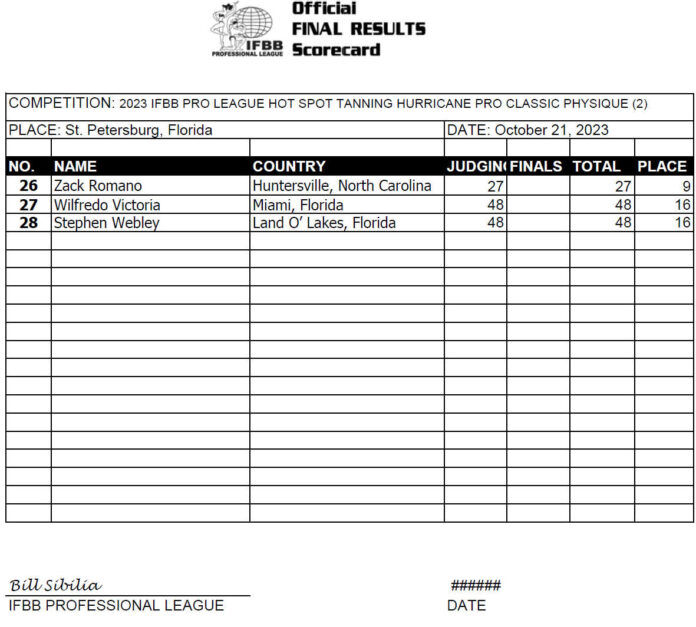 Official
FINAL RESULTS
IFBB
PROFESSIONAL LEAGUE
Scorecard
COMPETITION: 2023 IFBB PRO LEAGUE HOT SPOT TANNING HURRICANE PRO CLASSIC PHYSIQUE (2)
PLACE: St. Petersburg, Florida DATE: October 21, 2023
NO. NAME COUNTRY JUDGIN FINALS TOTAL PLACE
26 Zack Romano Huntersville, North Carolina 27 27 9
27 Wilfredo Victoria Miami, Florida 48 48 16
28 Stephen Webley Land O’ Lakes, Florida 48 48 16
Bill Sibilia ######
IFBB PROFESSIONAL LEAGUE DATE